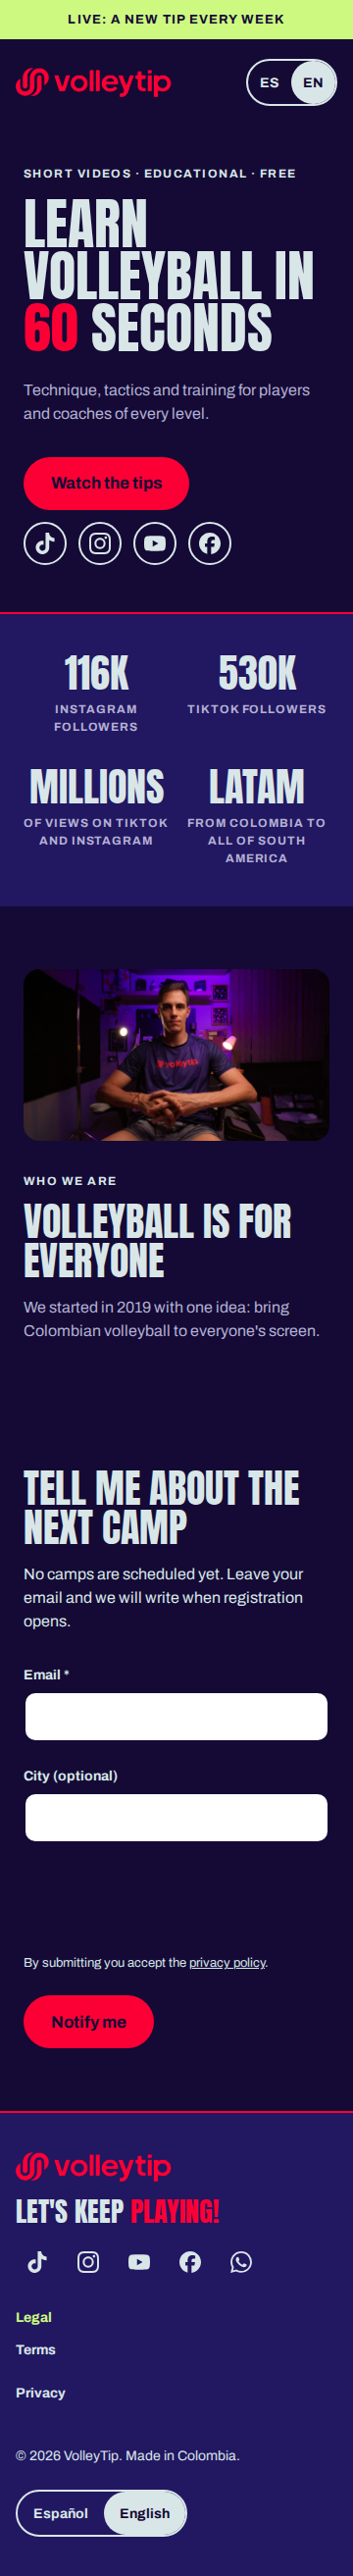 LIVE: A NEW TIP EVERY WEEK
volleytip
ES EN
SHORT VIDEOS · EDUCATIONAL · FREE
LEARN
VOLLEYBALL IN
60 SECONDS
Technique, tactics and training for players
and coaches of every level.
Watch the tips
116K
INSTAGRAM
FOLLOWERS
530K
TIKTOK FOLLOWERS
MILLIONS
OF VIEWS ON TIKTOK
AND INSTAGRAM
LATAM
FROM COLOMBIA TO
ALL OF SOUTH
AMERICA
volleytip
WHO WE ARE
VOLLEYBALL IS FOR
EVERYONE
We started in 2019 with one idea: bring
Colombian volleyball to everyone's screen.
TELL ME ABOUT THE
NEXT CAMP
No camps are scheduled yet. Leave your
email and we will write when registration
opens.
Email *
City (optional)
By submitting you accept the privacy policy.
Notify me
volleytip
LET'S KEEP PLAYING!
Legal
Terms
Privacy
© 2026 VolleyTip. Made in Colombia.
Español English